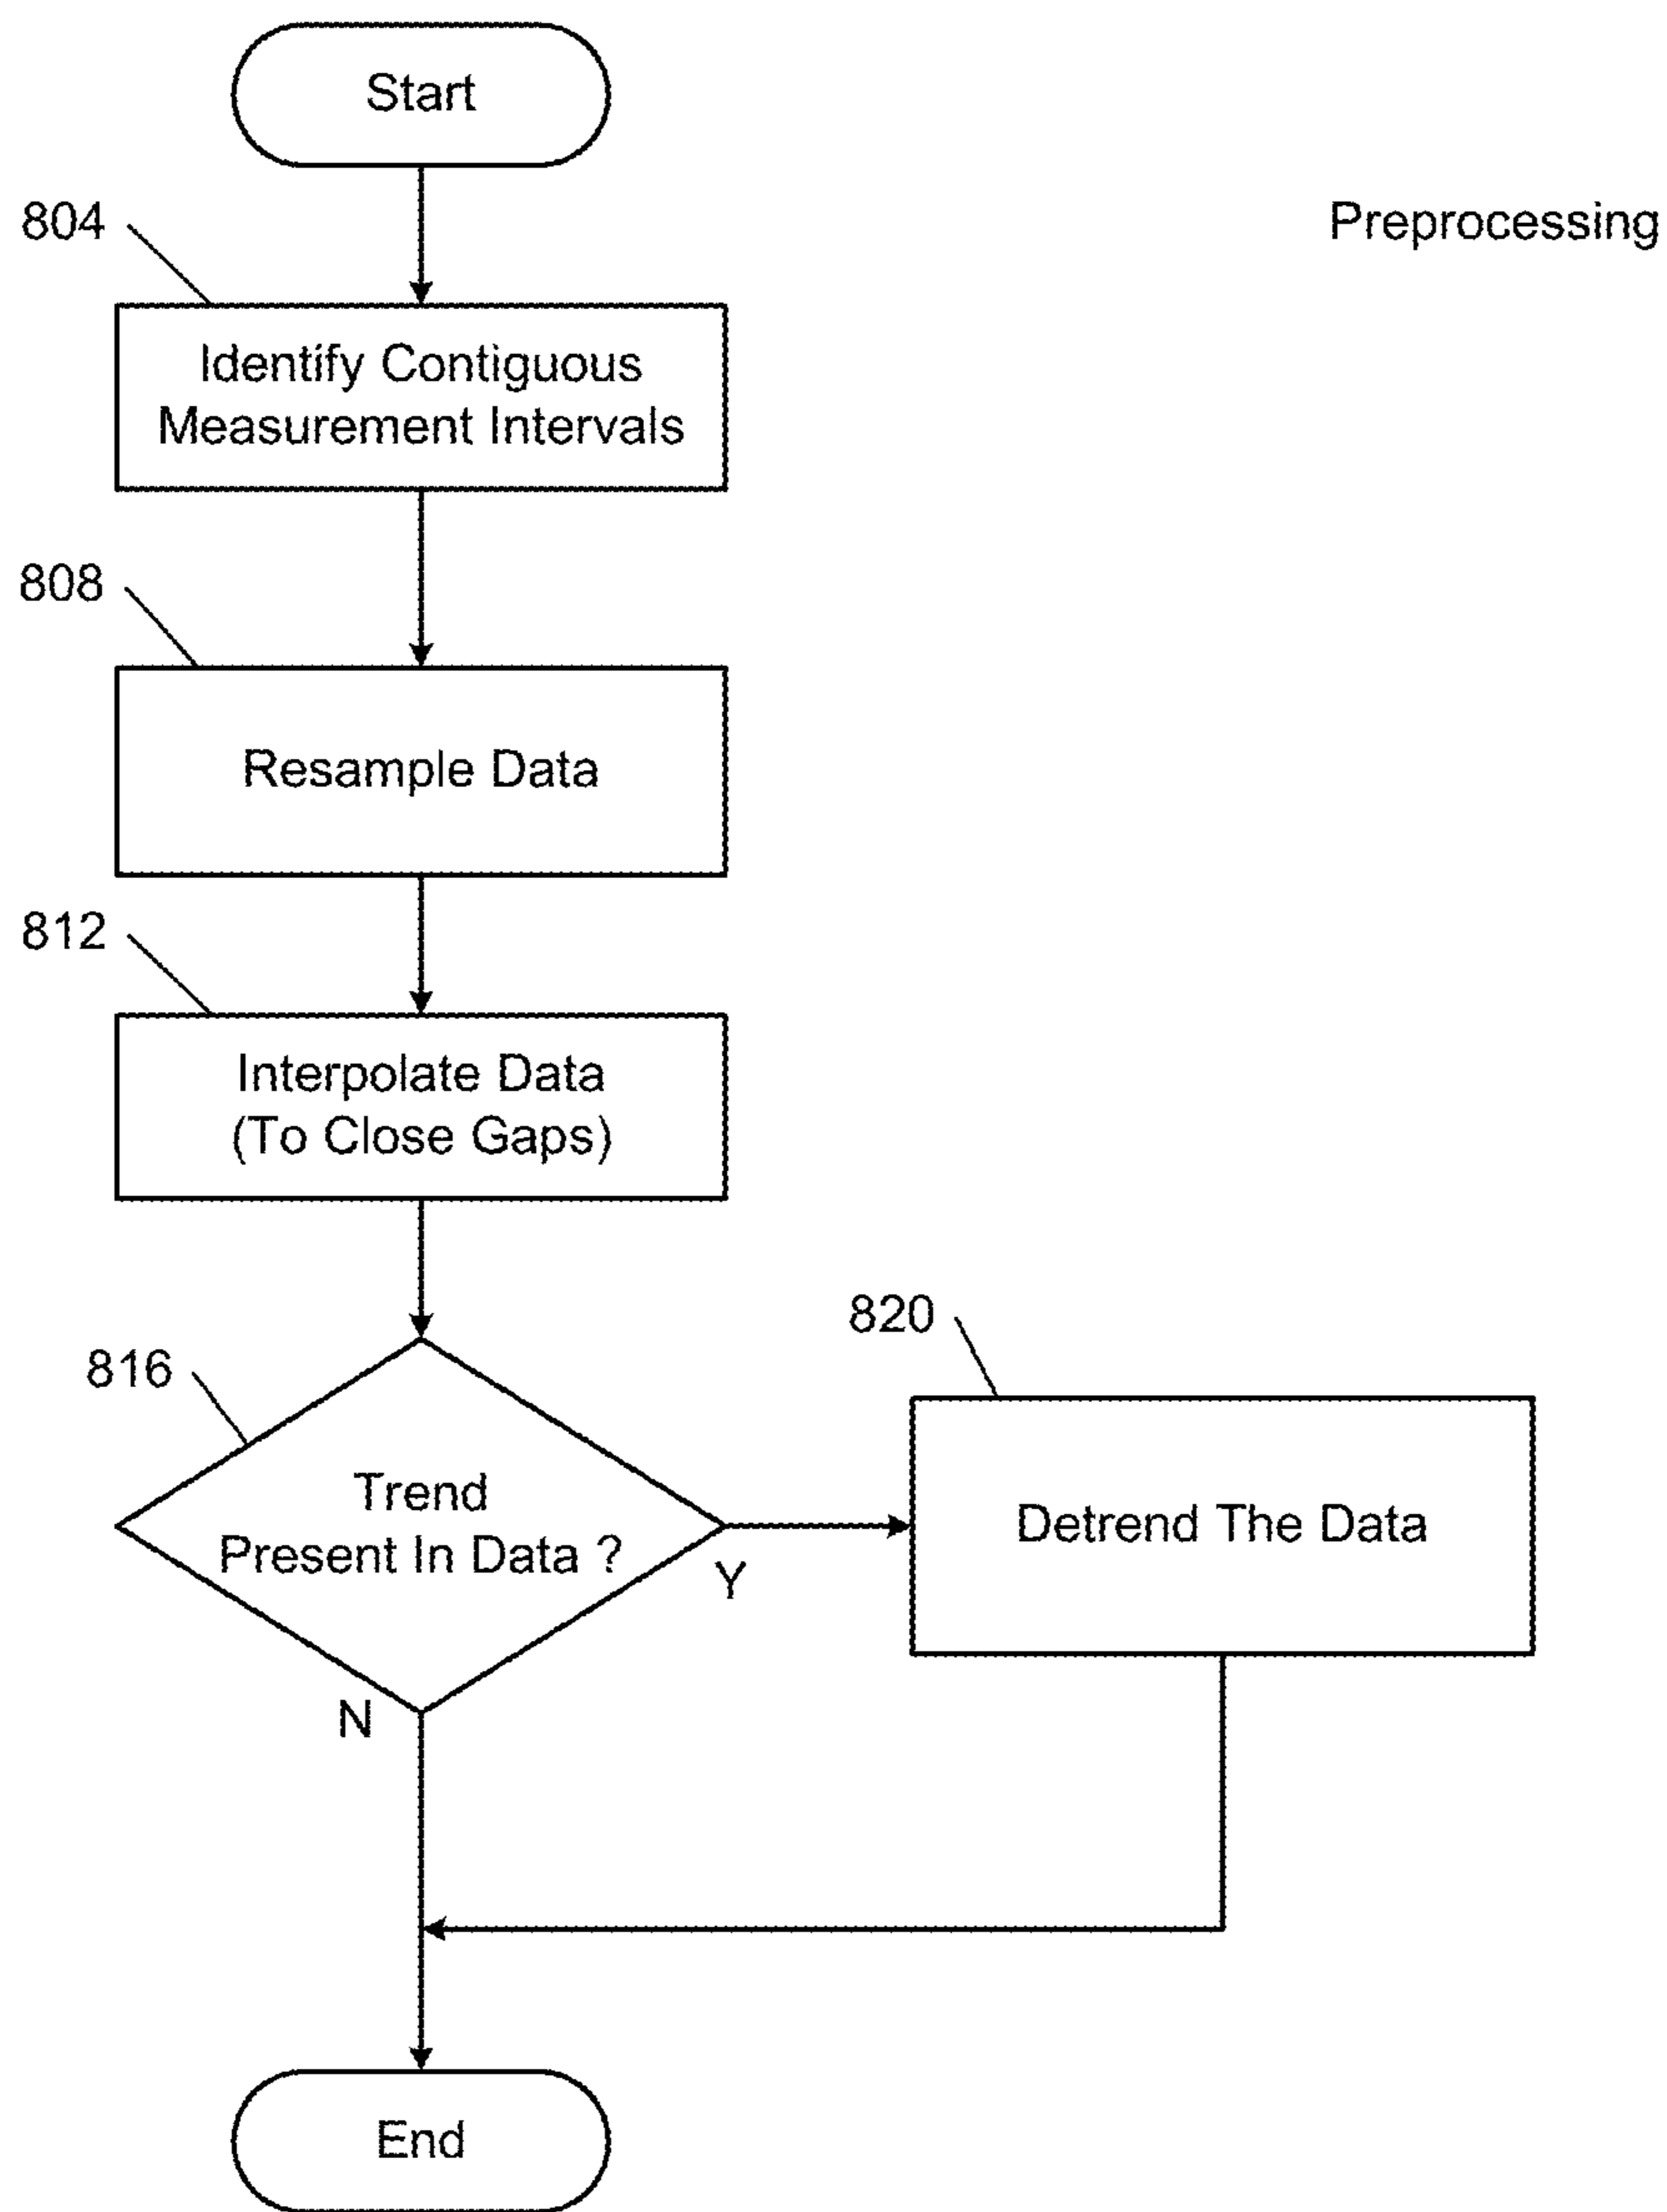 Start
804
Preprocessing
Identify Contiguous
Measurement Intervals
808
Resample Data
812
Interpolate Data
(To Close Gaps)
816
820
Trend
Present In Data ?
Y
Detrend The Data
N
End